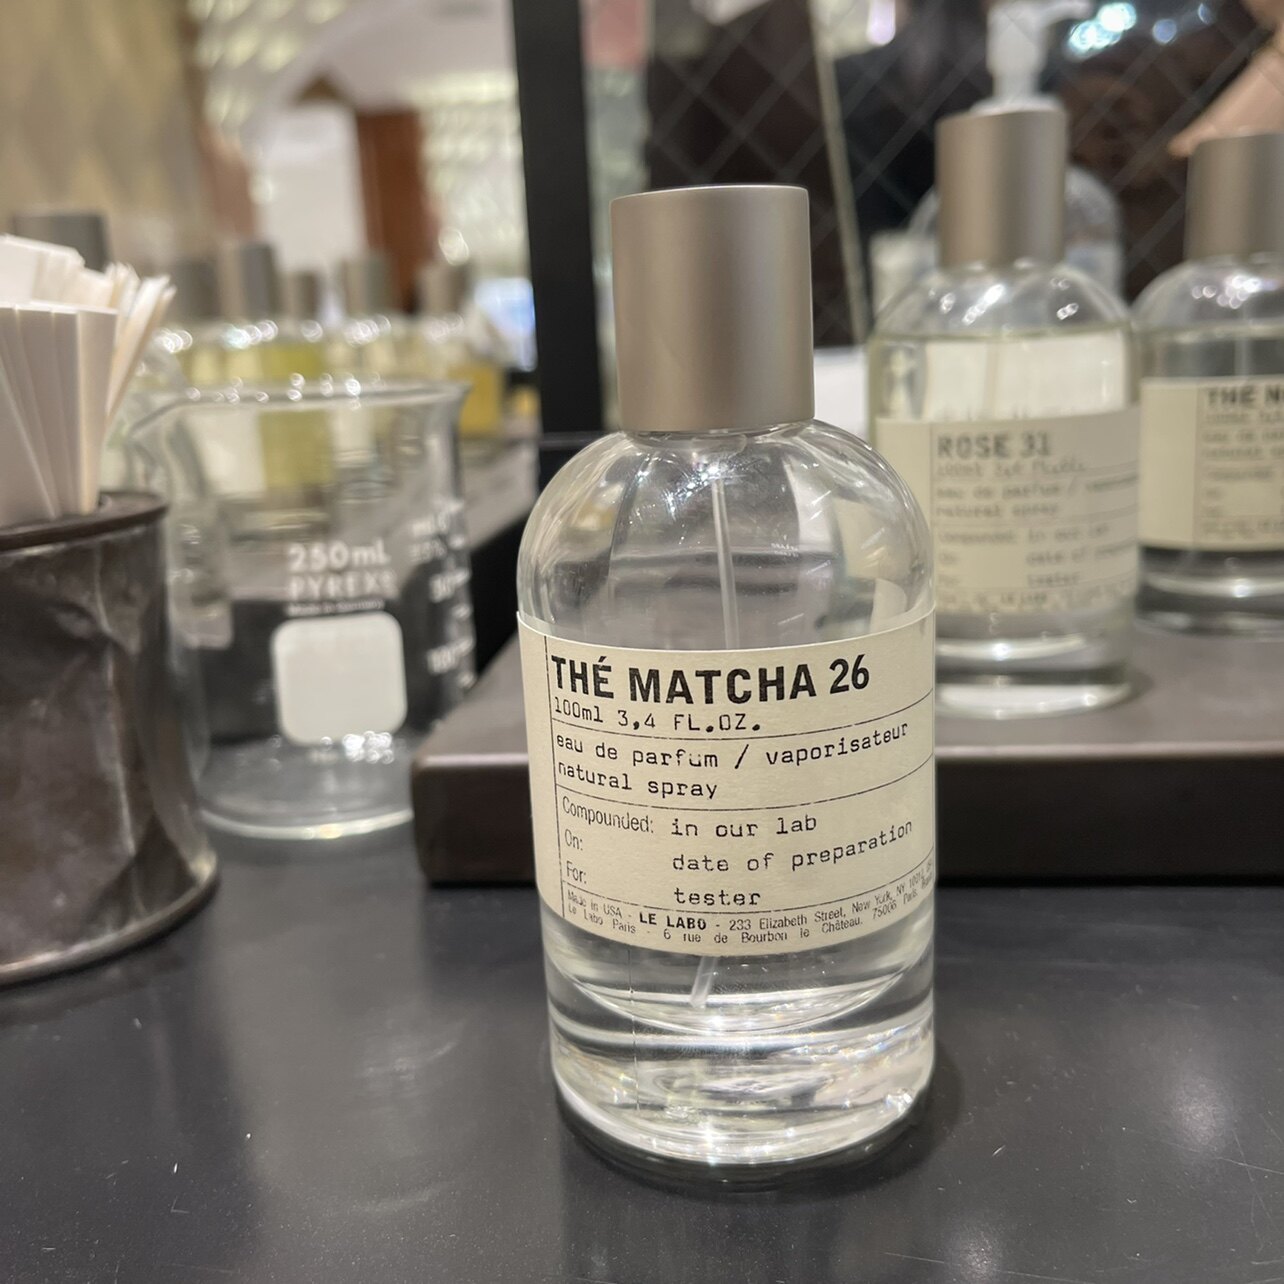 THÉ MATCHA 26
100ml 3,4 FL.OZ.
eau de parfum / vaporisateur
natural spray
Compounded: in our lab
On: date of preparation
For: tester
Made in USA - LE LABO - 233 Elizabeth Street, New York, NY
Le Labo Paris - 6 rue de Bourbon le Château. 75006 Paris.
250mL
PYREX®
Made in Germany
ROSE 31
eau de parfum /
natural spray
tester
THÉ